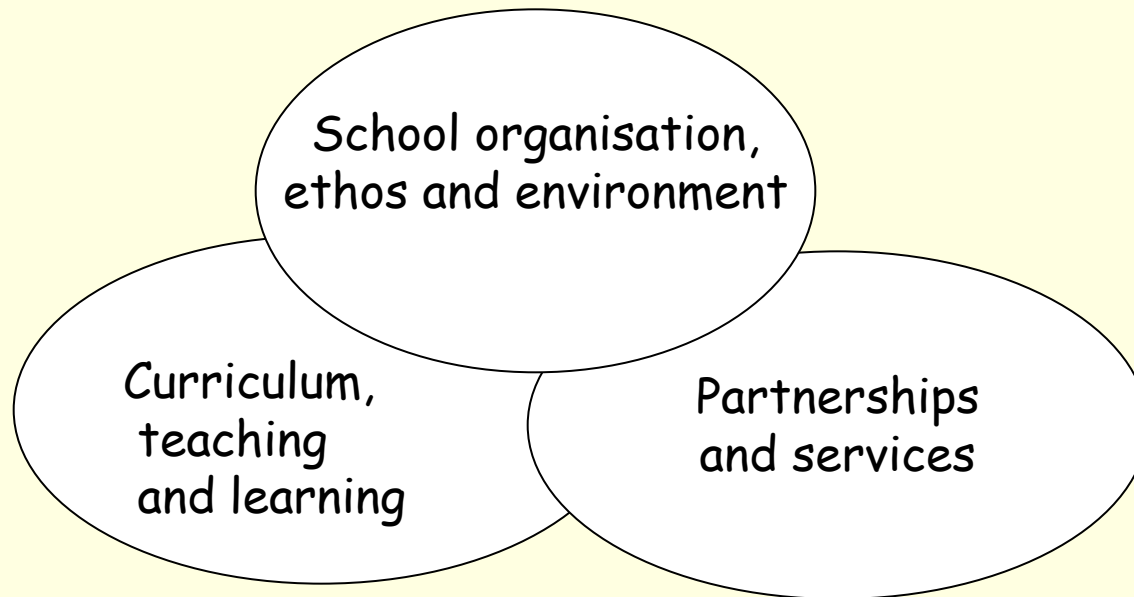 School organisation,
ethos and environment
Curriculum,
teaching
and learning
Partnerships
and services